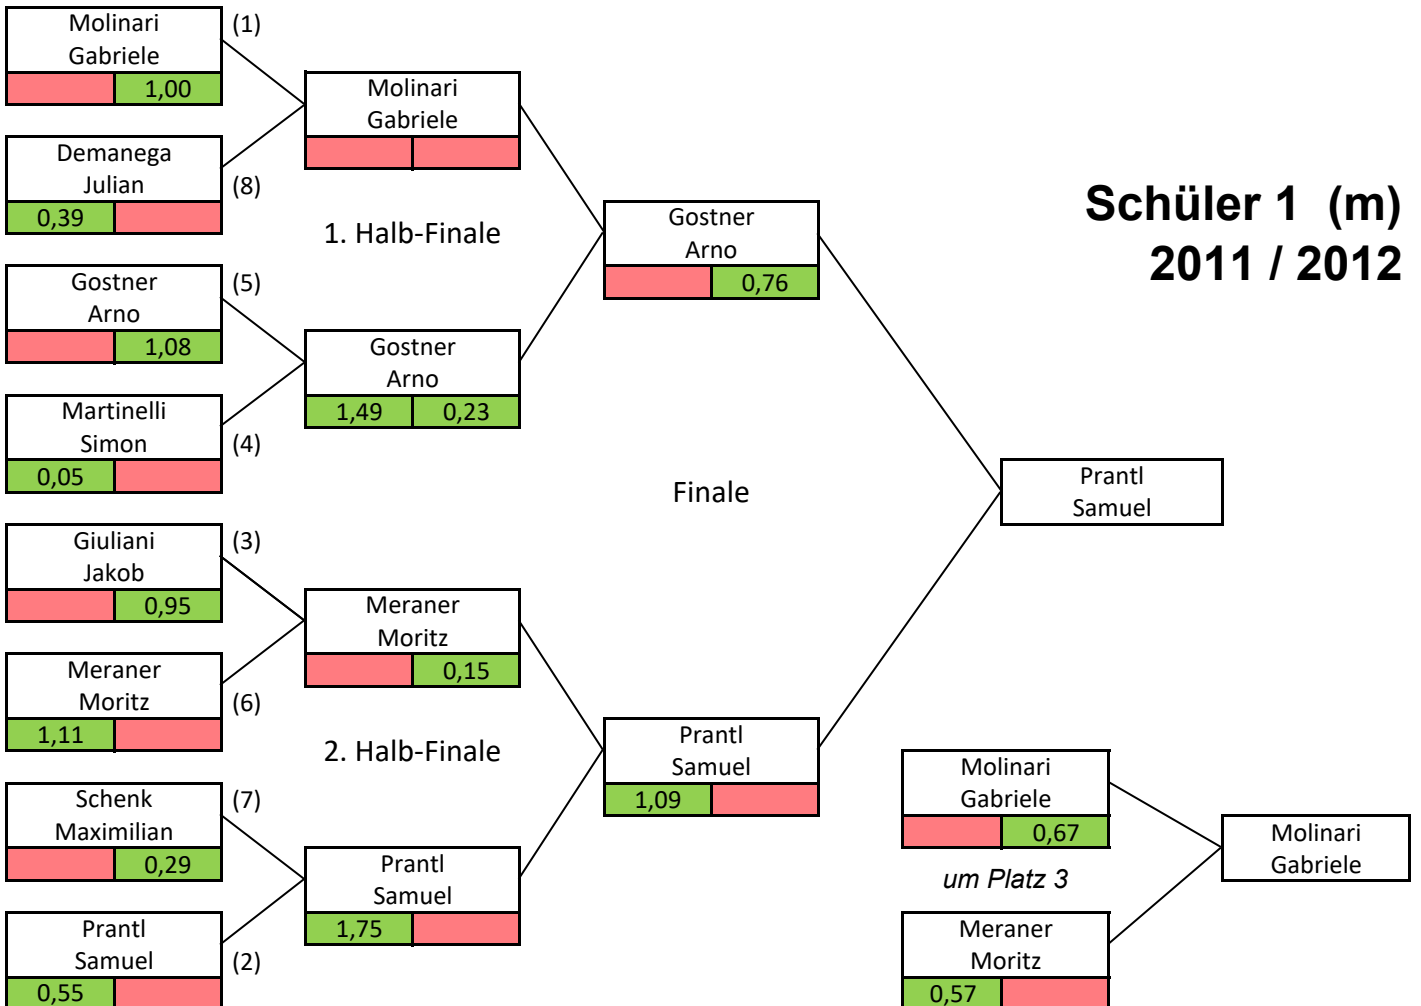 Molinari
Gabriele
(1)
1,00
Demanega
Julian
(8)
0,39
Gostner
Arno
(5)
1,08
Martinelli
Simon
(4)
0,05
Giuliani
Jakob
(3)
0,95
Meraner
Moritz
(6)
1,11
Schenk
Maximilian
(7)
0,29
Prantl
Samuel
(2)
0,55
Molinari
Gabriele
1. Halb-Finale
Gostner
Arno
1,49 0,23
Meraner
Moritz
0,15
2. Halb-Finale
Prantl
Samuel
1,75
Gostner
Arno
0,76
Finale
Prantl
Samuel
1,09
Schüler 1 (m)
2011 / 2012
Prantl
Samuel
Molinari
Gabriele
0,67
um Platz 3
Meraner
Moritz
0,57
Molinari
Gabriele